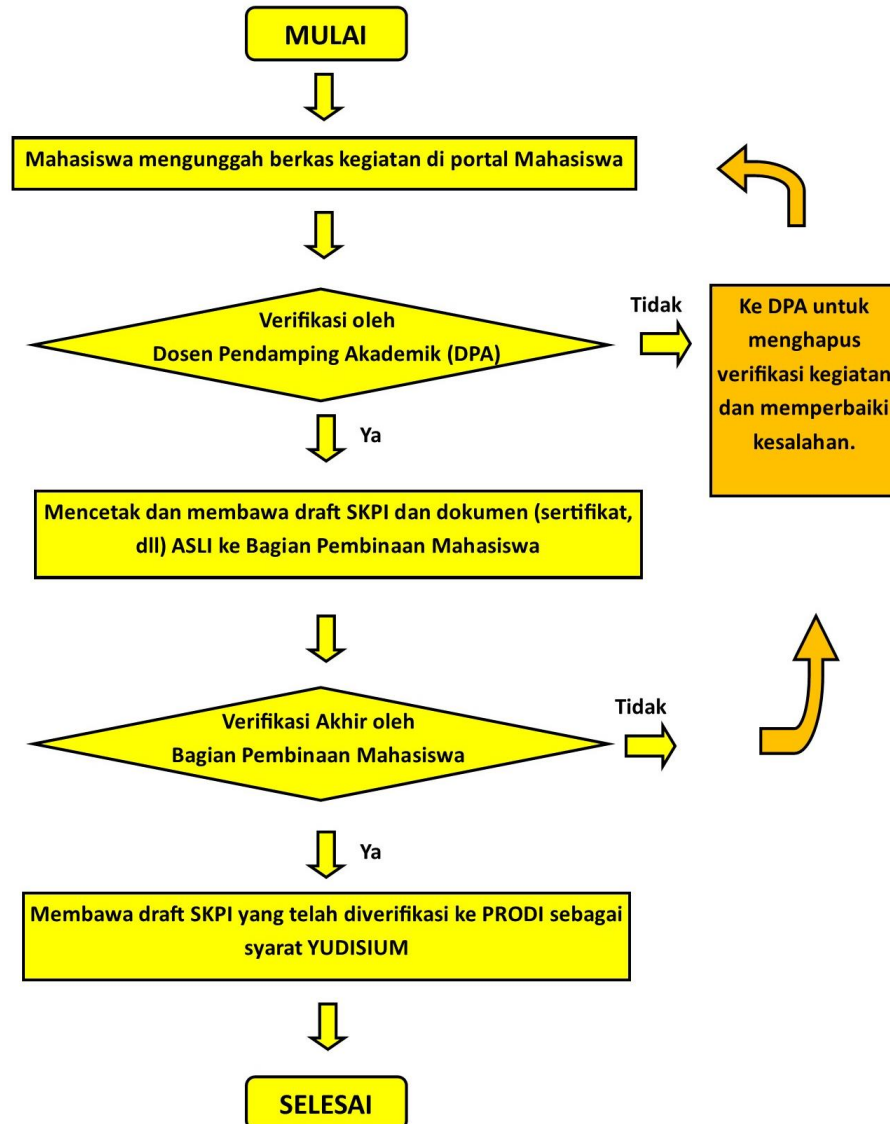 MULAI
Mahasiswa mengunggah berkas kegiatan di portal Mahasiswa
Verifikasi oleh
Dosen Pendamping Akademik (DPA)
Tidak
Ke DPA untuk
menghapus
verifikasi kegiatan
dan memperbaiki
kesalahan.
Ya
Mencetak dan membawa draft SKPI dan dokumen (sertifikat,
dll) ASLI ke Bagian Pembinaan Mahasiswa
Verifikasi Akhir oleh
Bagian Pembinaan Mahasiswa
Tidak
Ya
Membawa draft SKPI yang telah diverifikasi ke PRODI sebagai
syarat YUDISIUM
SELESAI